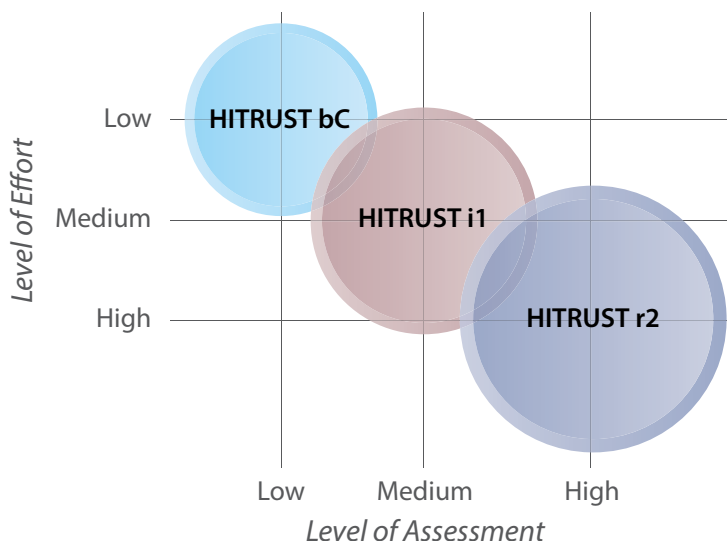 Level of Effort
Low
Medium
High
HITRUST bC
HITRUST i1
HITRUST r2
Low
Medium
High
Level of Assessment